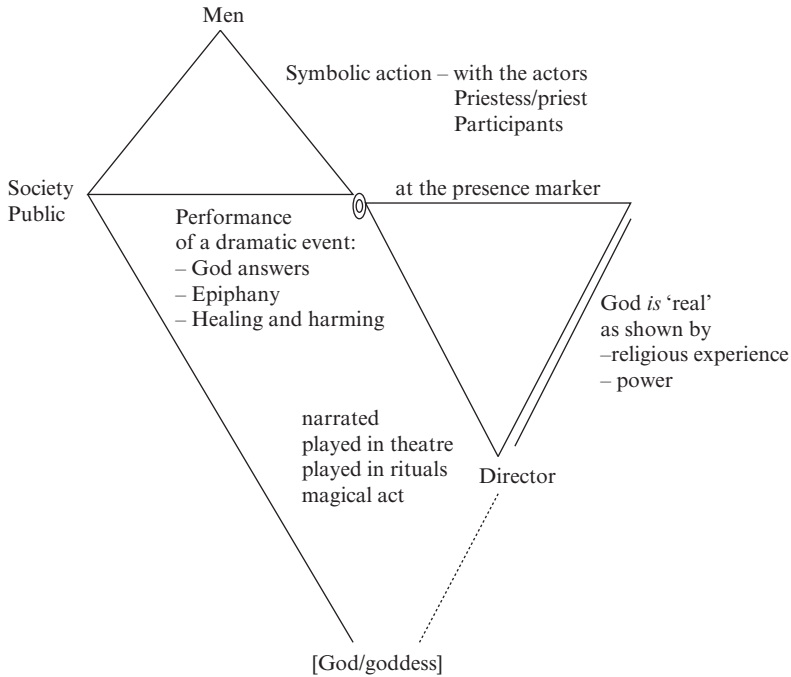 Men
Symbolic action – with the actors
Priestess/priest
Participants
Society
Public
at the presence marker
Performance
of a dramatic event:
– God answers
– Epiphany
– Healing and harming
God is ‘real’
as shown by
–religious experience
– power
narrated
played in theatre
played in rituals
magical act
Director
[God/goddess]